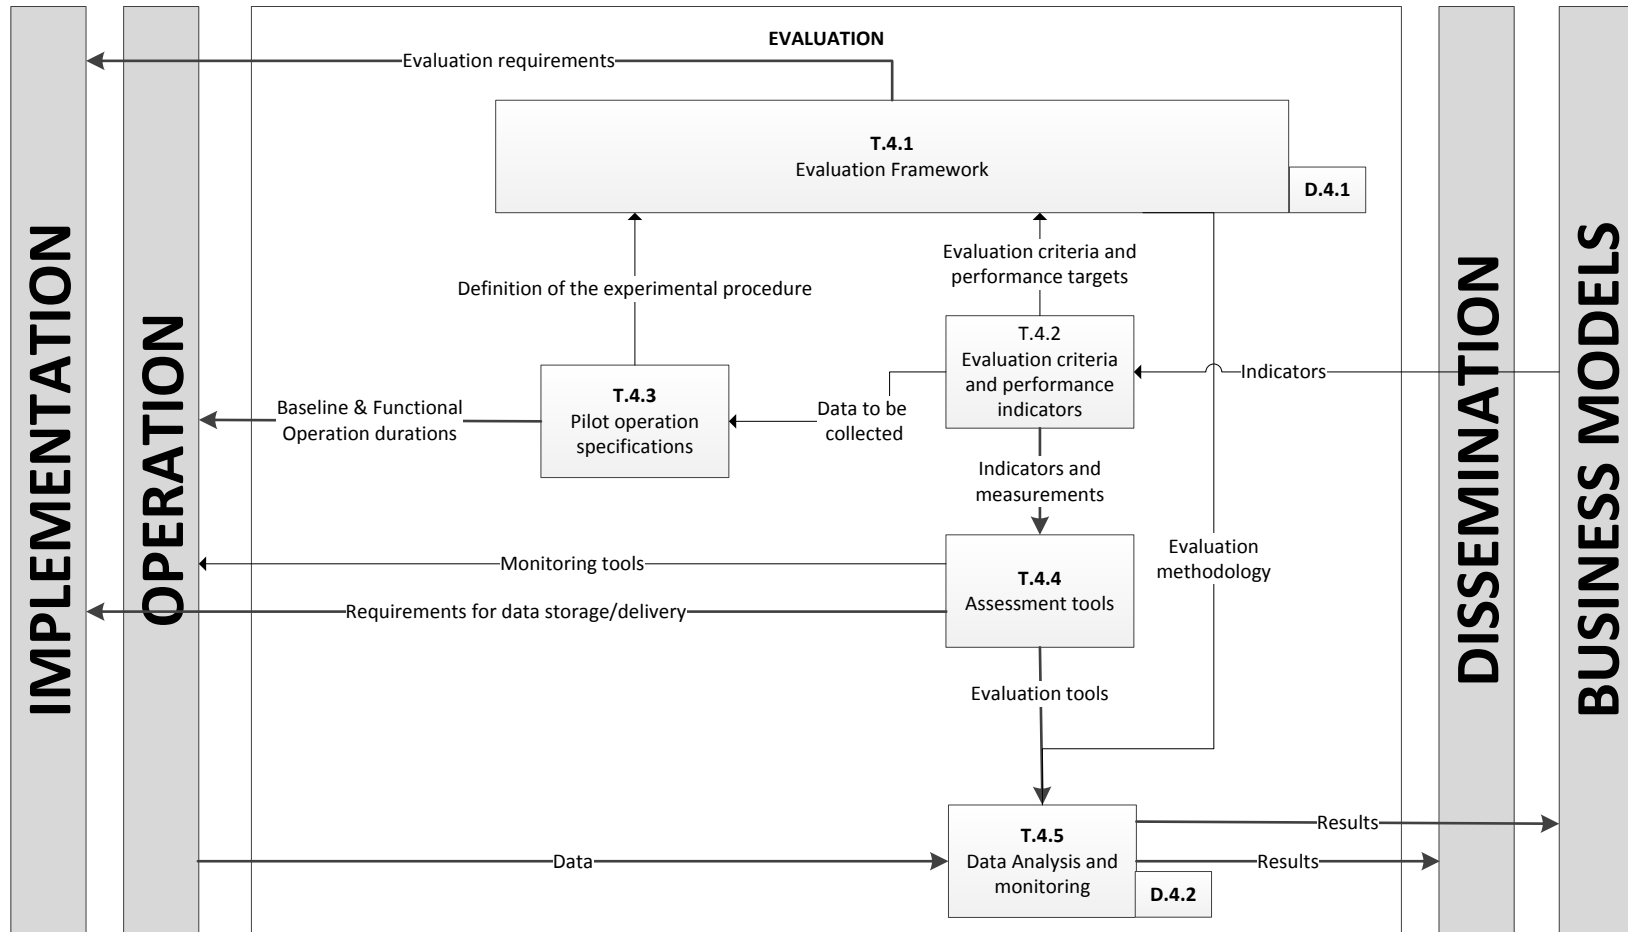 EVALUATION
Evaluation requirements
T.4.1
Evaluation Framework
D.4.1
Evaluation criteria and
performance targets
Definition of the experimental procedure
T.4.2
Evaluation criteria
and performance
indicators
Indicators
T.4.3
Pilot operation
specifications
Baseline & Functional
Operation durations
Data to be
collected
Indicators and
measurements
Monitoring tools
T.4.4
Assessment tools
Evaluation
methodology
Requirements for data storage/delivery
Evaluation tools
T.4.5
Data Analysis and
monitoring
D.4.2
Results
Data
Results
IMPLEMENTATION
OPERATION
DISSEMINATION
BUSINESS MODELS